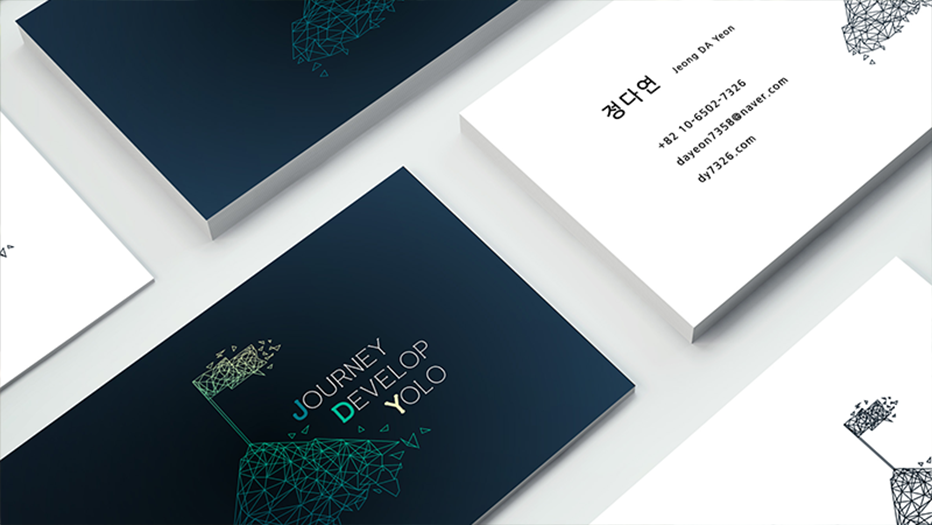 정다연 Jeong DA Yeon
+82 10-6502-7326
dayeon7358@naver.com
dy7326.com
JOURNEY
DEVELOP
YOLO